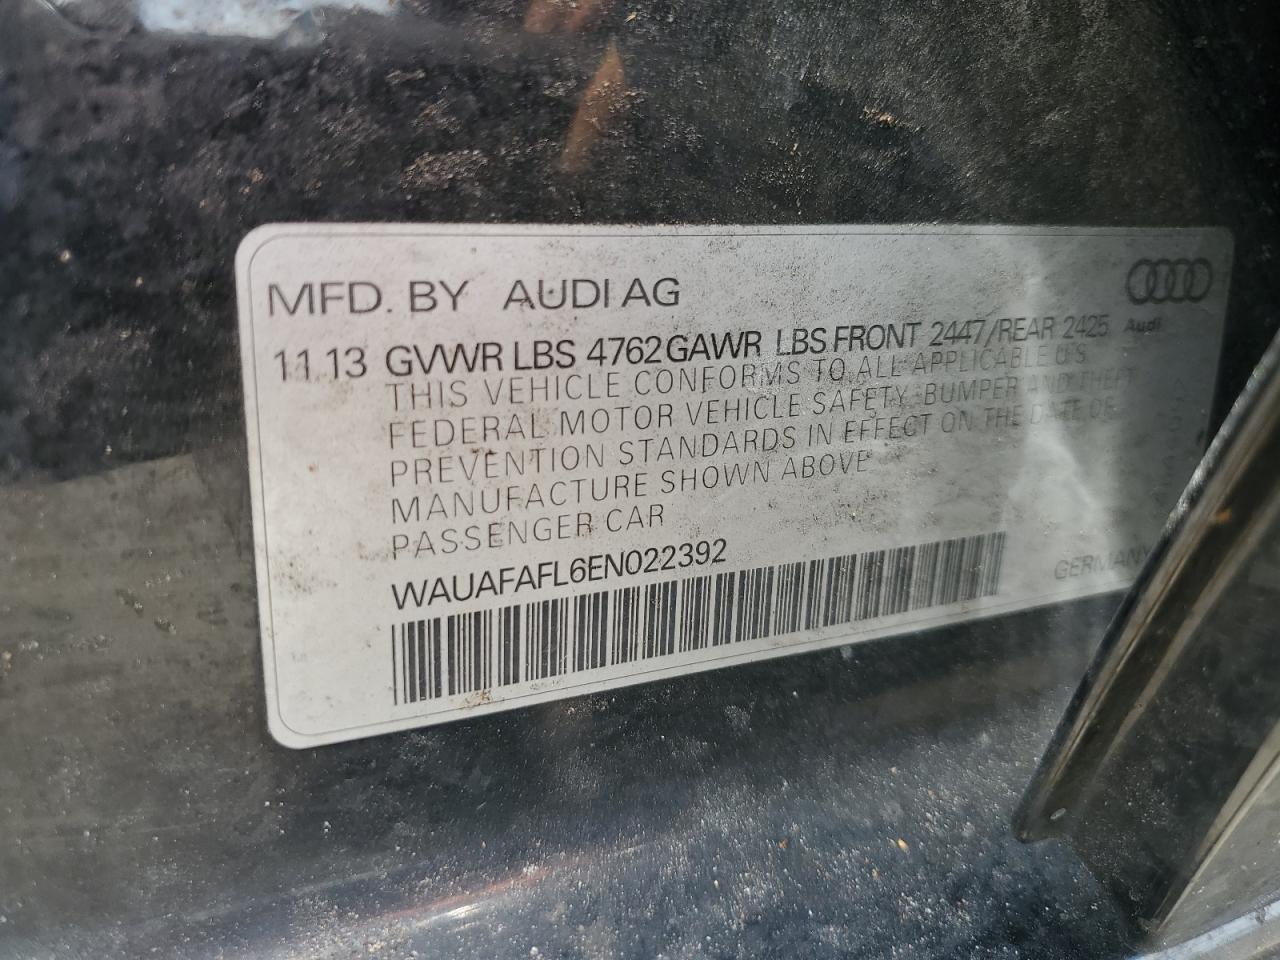 MFD. BY AUDI AG
Audi
11.13 GVWR LBS 4762 GAWR LBS FRONT 2447/REAR 2425
THIS VEHICLE CONFORMS TO ALL APPLICABLE U.S.
FEDERAL MOTOR VEHICLE SAFETY, BUMPER AND THEFT
PREVENTION STANDARDS IN EFFECT ON THE DATE OF
MANUFACTURE SHOWN ABOVE
PASSENGER CAR
WAUAFAFL6EN022392
GERMANY